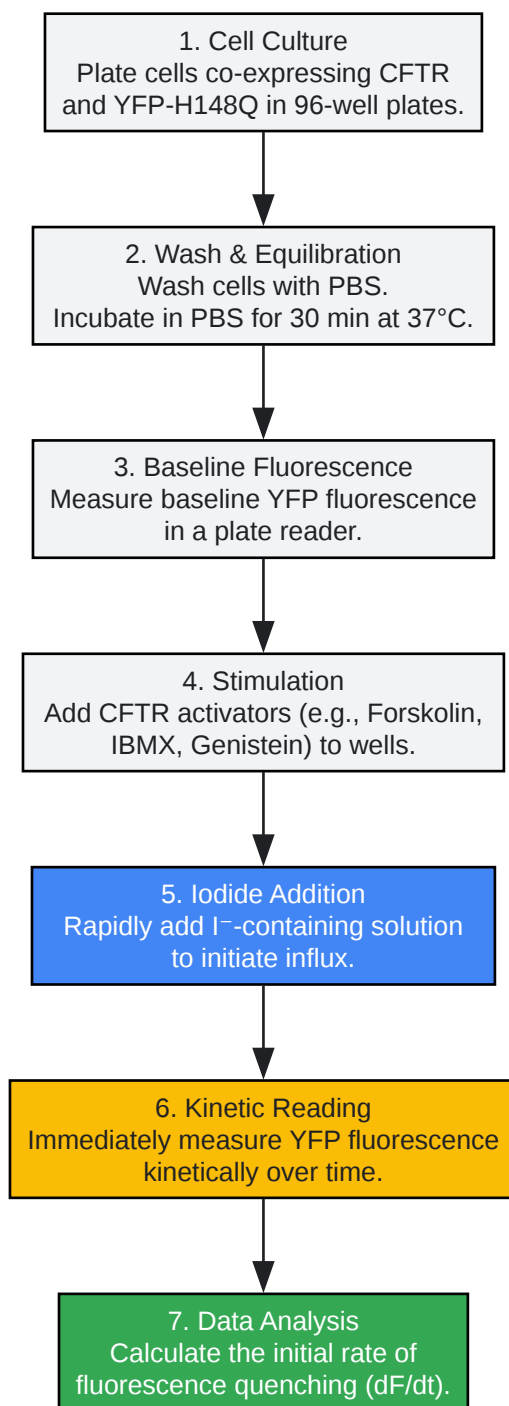 1. Cell Culture
Plate cells co-expressing CFTR
and YFP-H148Q in 96-well plates.
2. Wash & Equilibration
Wash cells with PBS.
Incubate in PBS for 30 min at 37°C.
3. Baseline Fluorescence
Measure baseline YFP fluorescence
in a plate reader.
4. Stimulation
Add CFTR activators (e.g., Forskolin,
IBMX, Genistein) to wells.
5. Iodide Addition
Rapidly add I⁻-containing solution
to initiate influx.
6. Kinetic Reading
Immediately measure YFP fluorescence
kinetically over time.
7. Data Analysis
Calculate the initial rate of
fluorescence quenching (dF/dt).